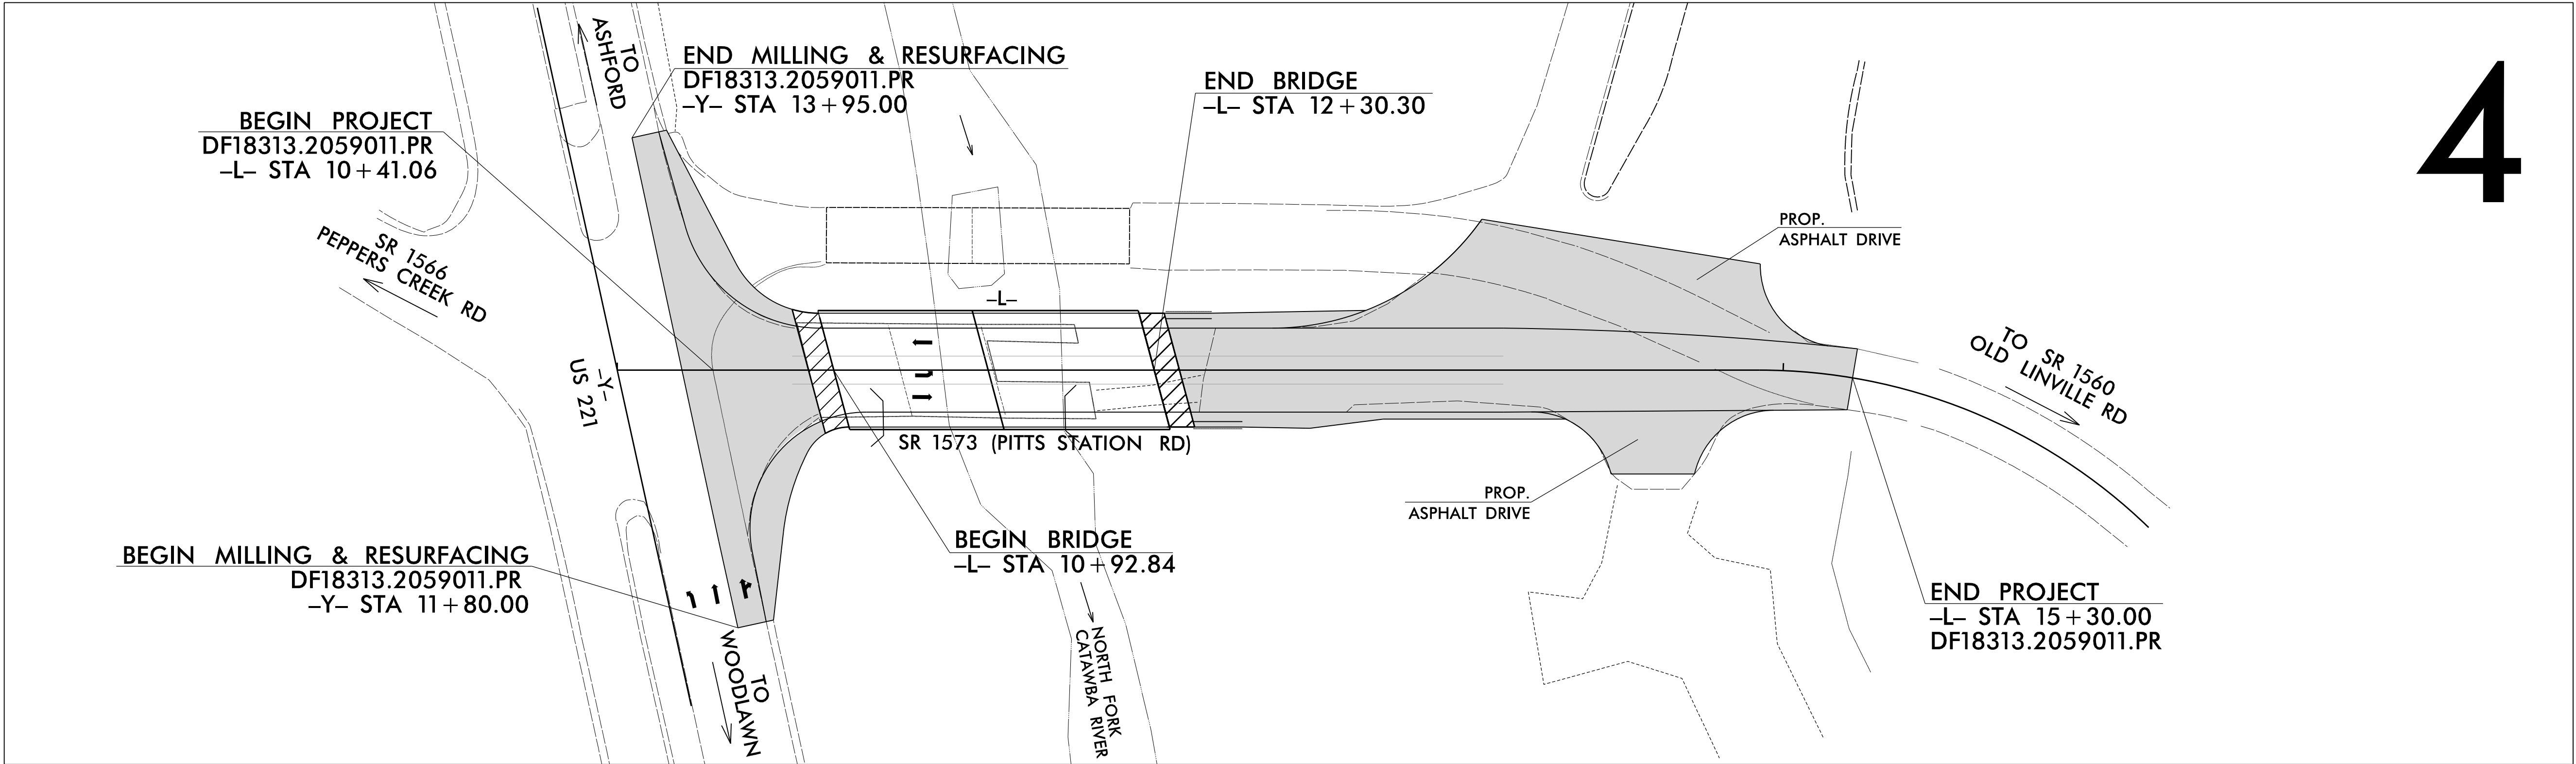 TO
ASHFORD
END MILLING & RESURFACING
DF18313.2059011.PR
–Y– STA 13+95.00
END BRIDGE
–L– STA 12+30.30
4
BEGIN PROJECT
DF18313.2059011.PR
–L– STA 10+41.06
SR 1566
PEPPERS CREEK RD
PROP.
ASPHALT DRIVE
–L–
–Y–
US 221
TO SR 1560
OLD LINVILLE RD
SR 1573 (PITTS STATION RD)
PROP.
ASPHALT DRIVE
BEGIN BRIDGE
–L– STA 10+92.84
BEGIN MILLING & RESURFACING
DF18313.2059011.PR
–Y– STA 11+80.00
END PROJECT
–L– STA 15+30.00
DF18313.2059011.PR
TO
WOODLAWN
NORTH FORK
CATAWBA RIVER